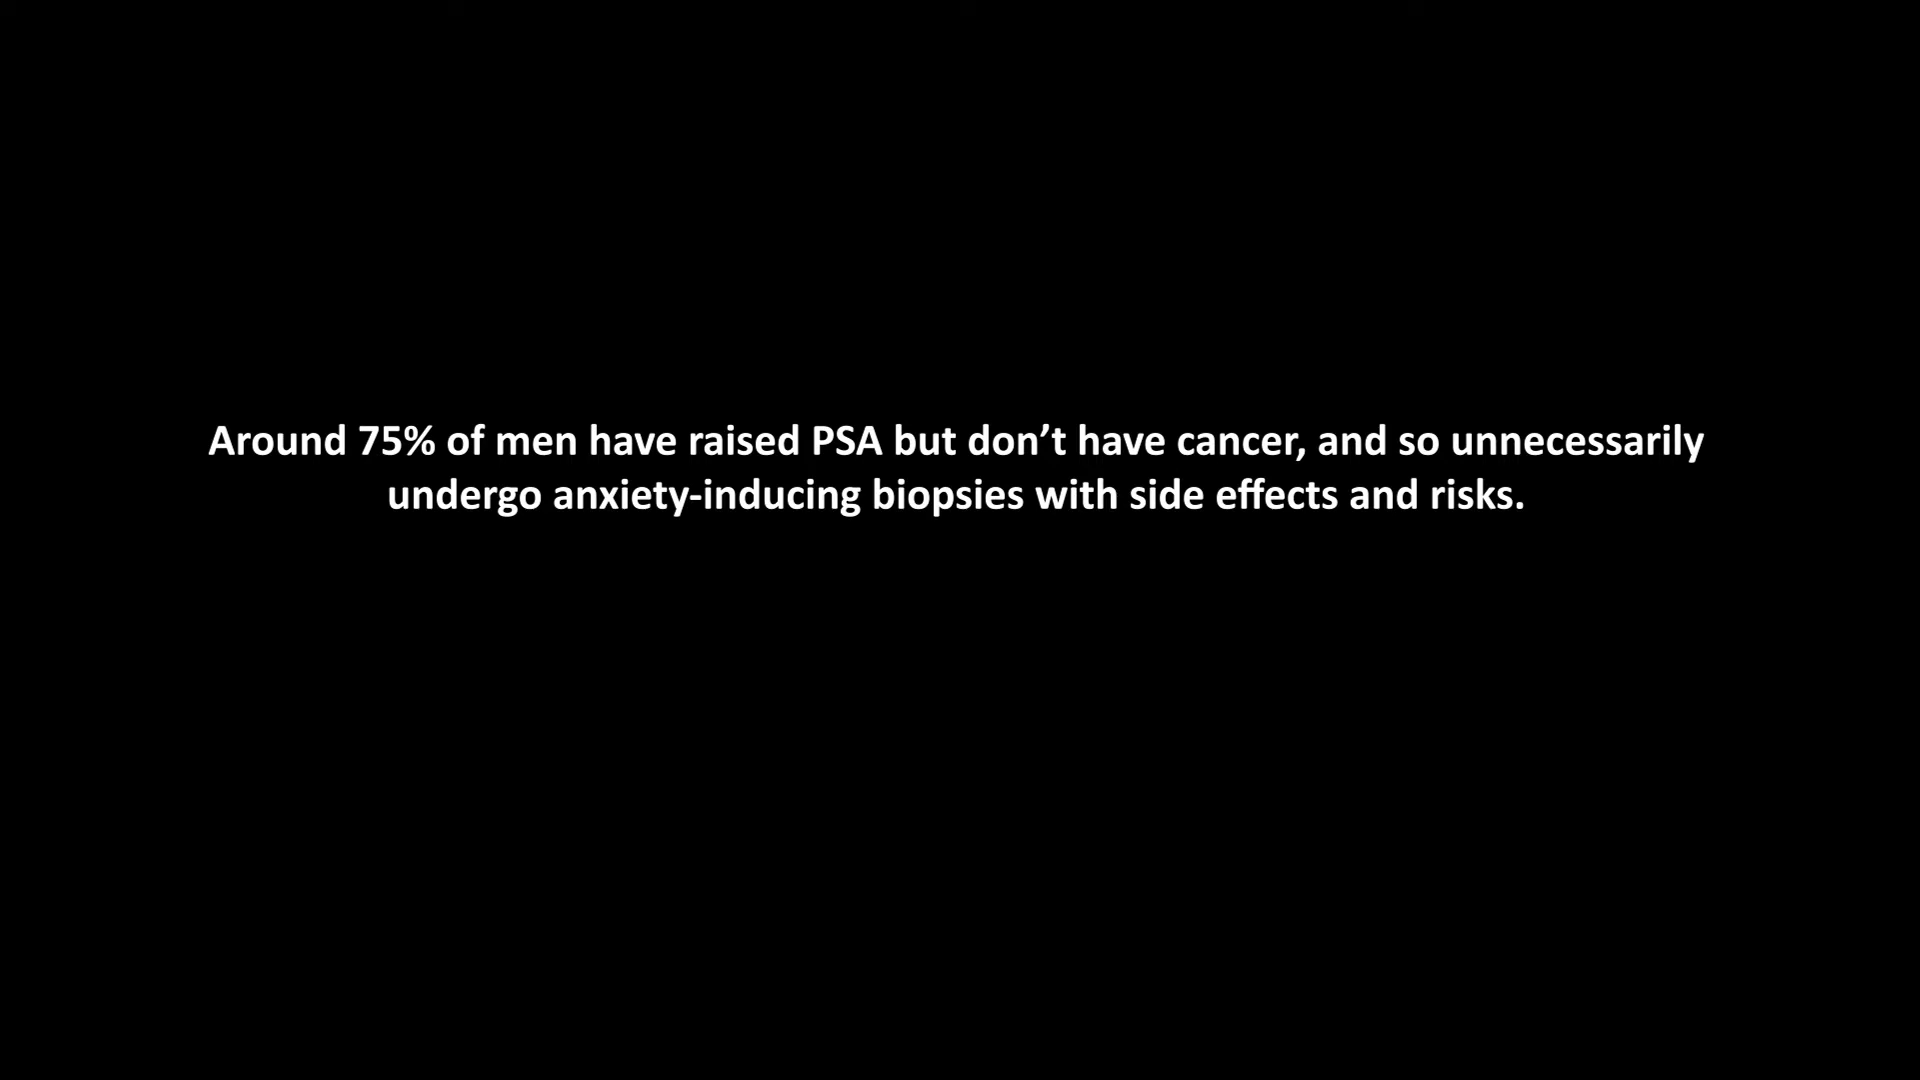 Around 75% of men have raised PSA but don’t have cancer, and so unnecessarily
undergo anxiety-inducing biopsies with side effects and risks.